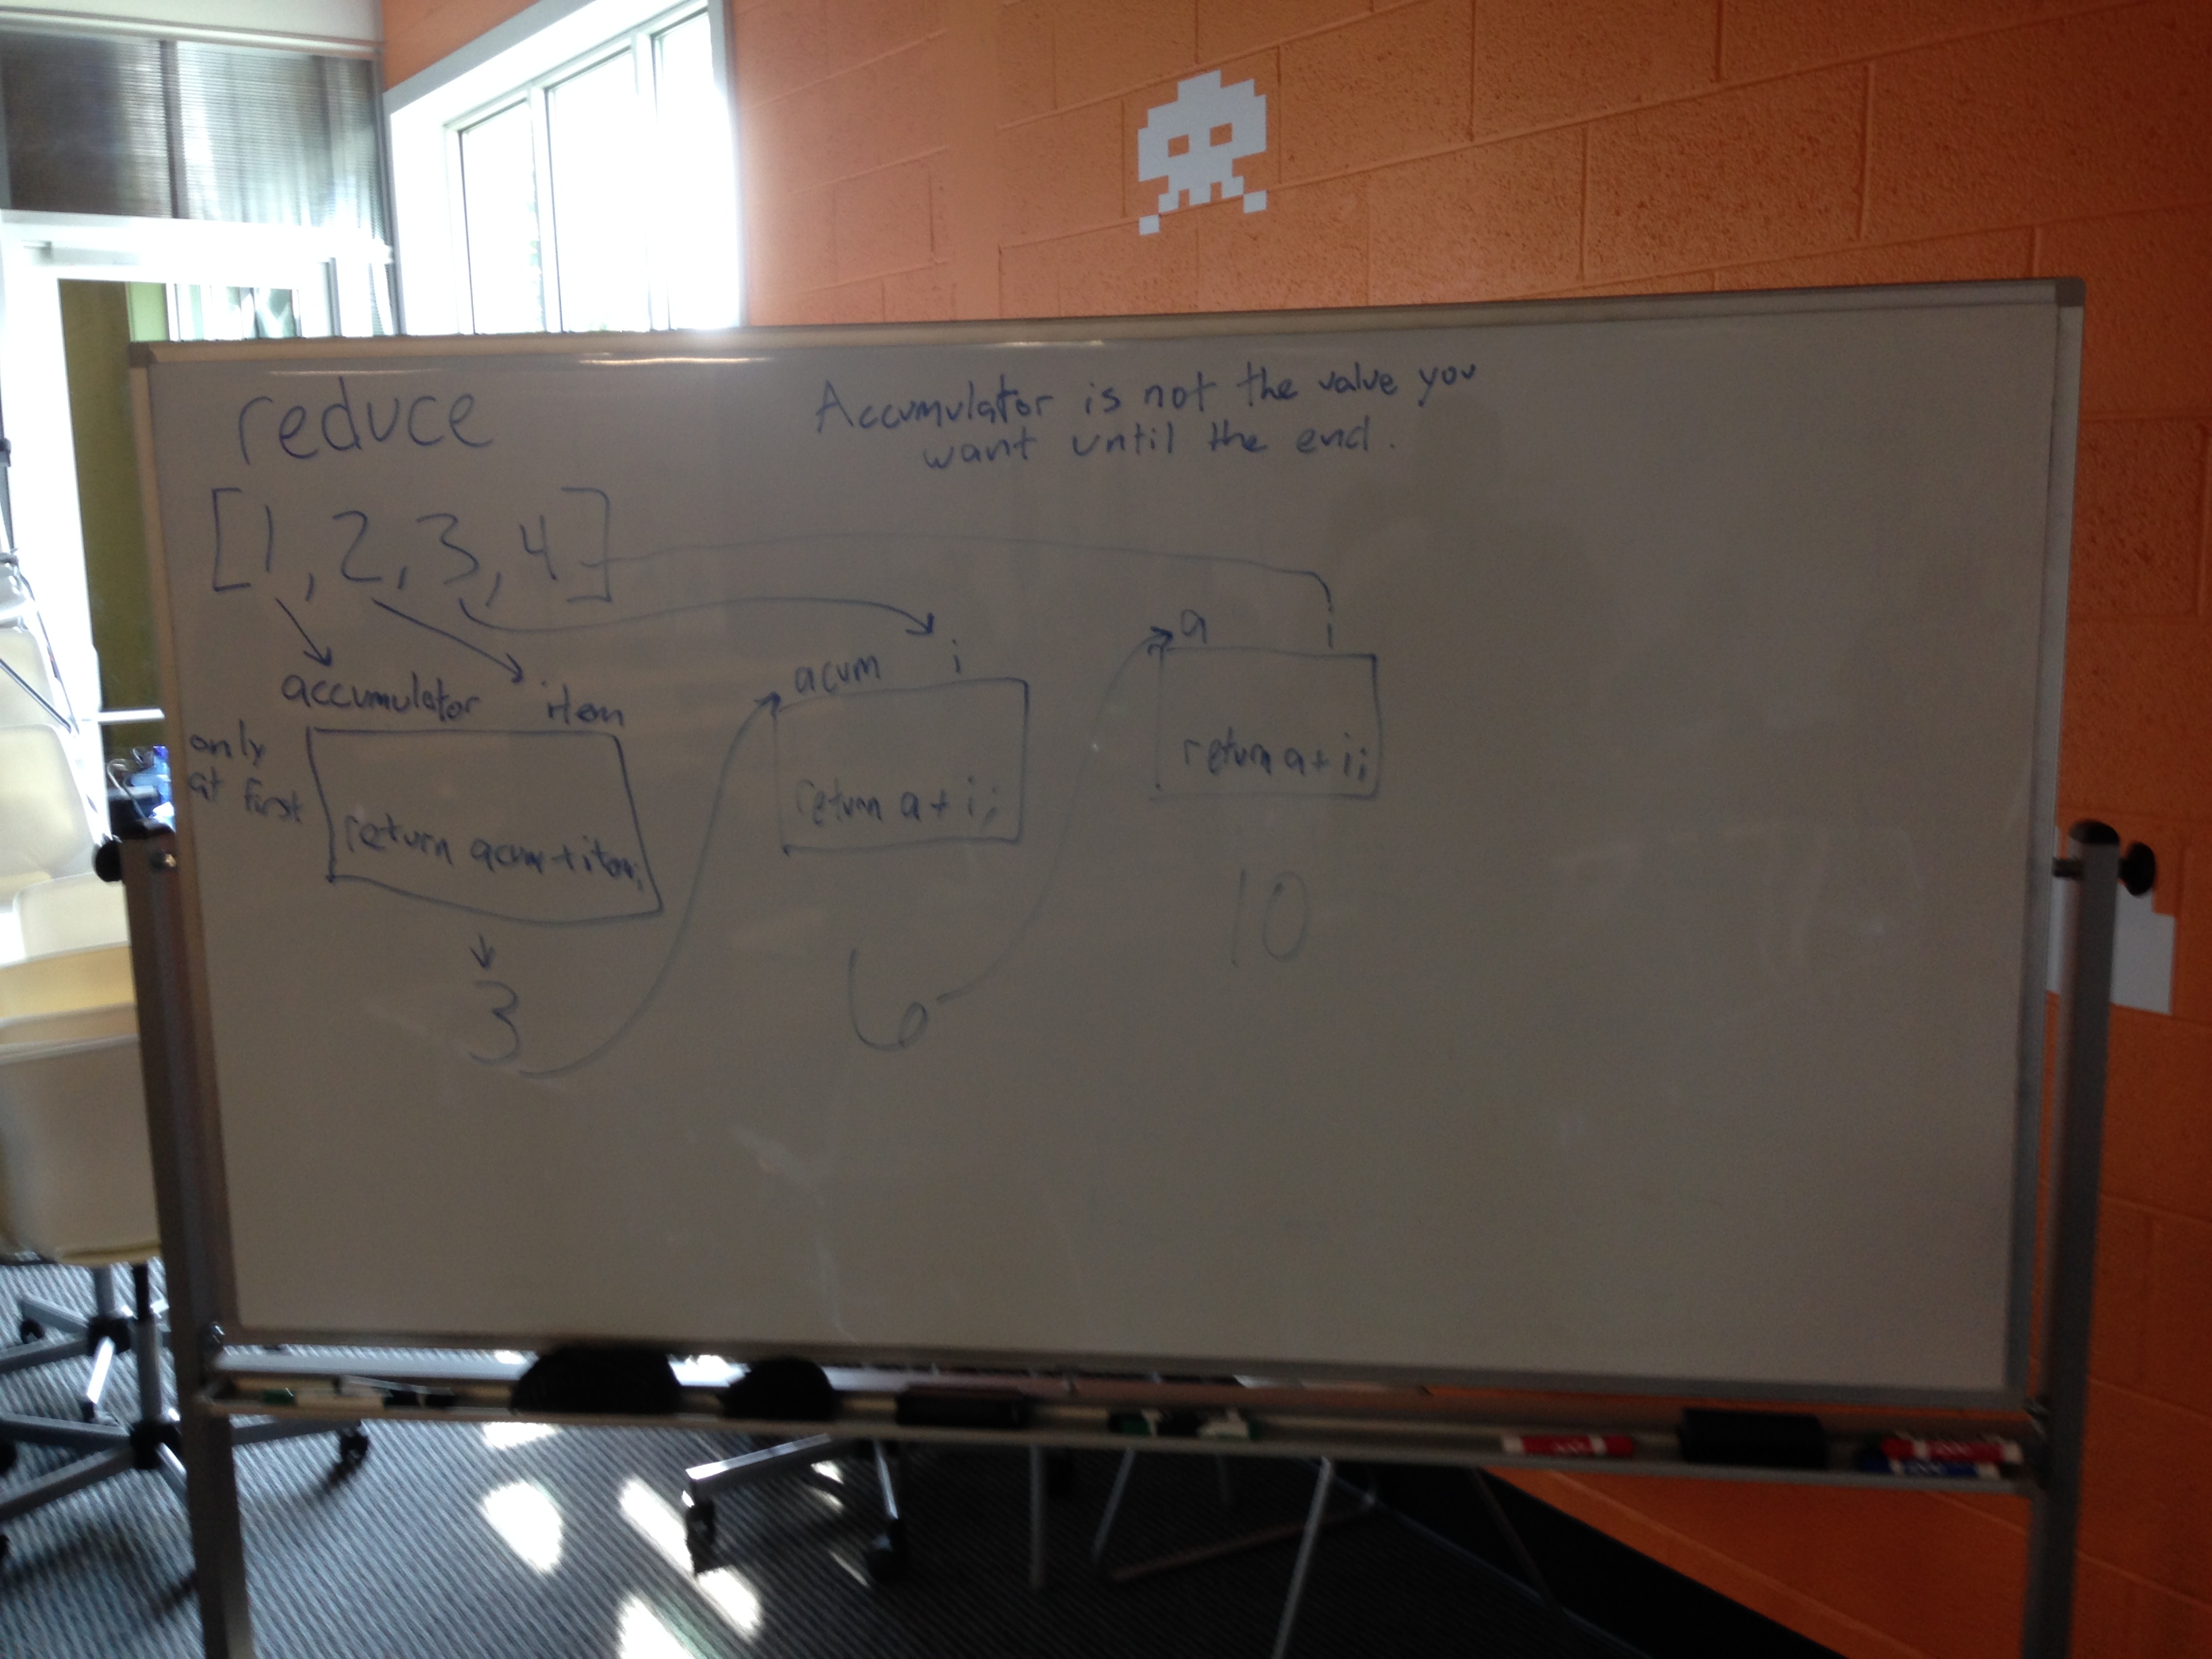 reduce
Accumulator is not the value you
want until the end.
[1, 2, 3, 4]
accumulator item
only
at first
return acum + item;
3
acum i
return a + i;
6
a i
return a + i;
10